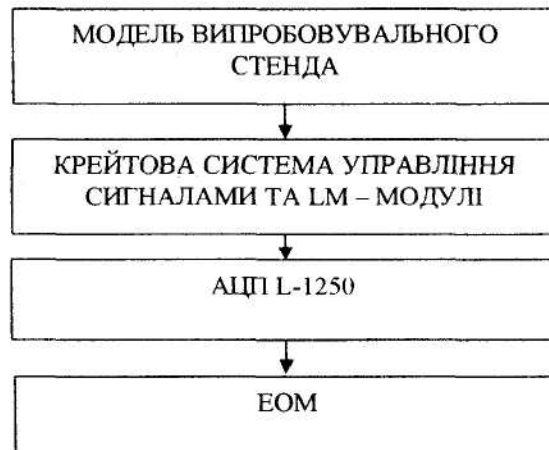 МОДЕЛЬ ВИПРОБОВУВАЛЬНОГО
СТЕНДА
КРЕЙТОВА СИСТЕМА УПРАВЛІННЯ
СИГНАЛАМИ ТА LM – МОДУЛІ
АЦП L-1250
ЕОМ